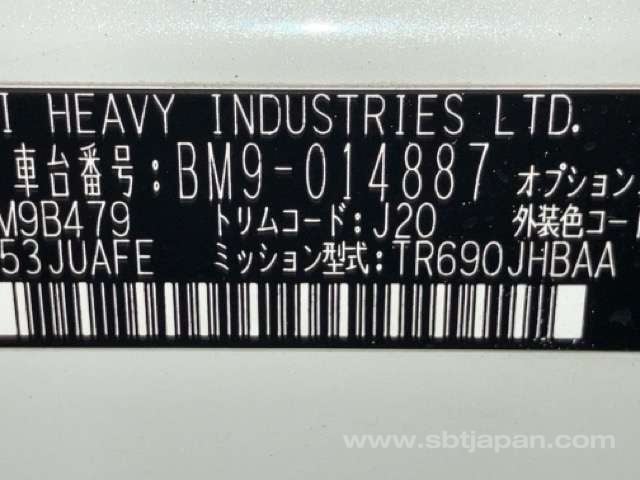 I HEAVY INDUSTRIES LTD.
車台番号:BM9-014887 オプション
M9B479 トリムコード:J20 外装色コー
53JUAFE ミッション型式:TR690JHBAA
www.sbtjapan.com